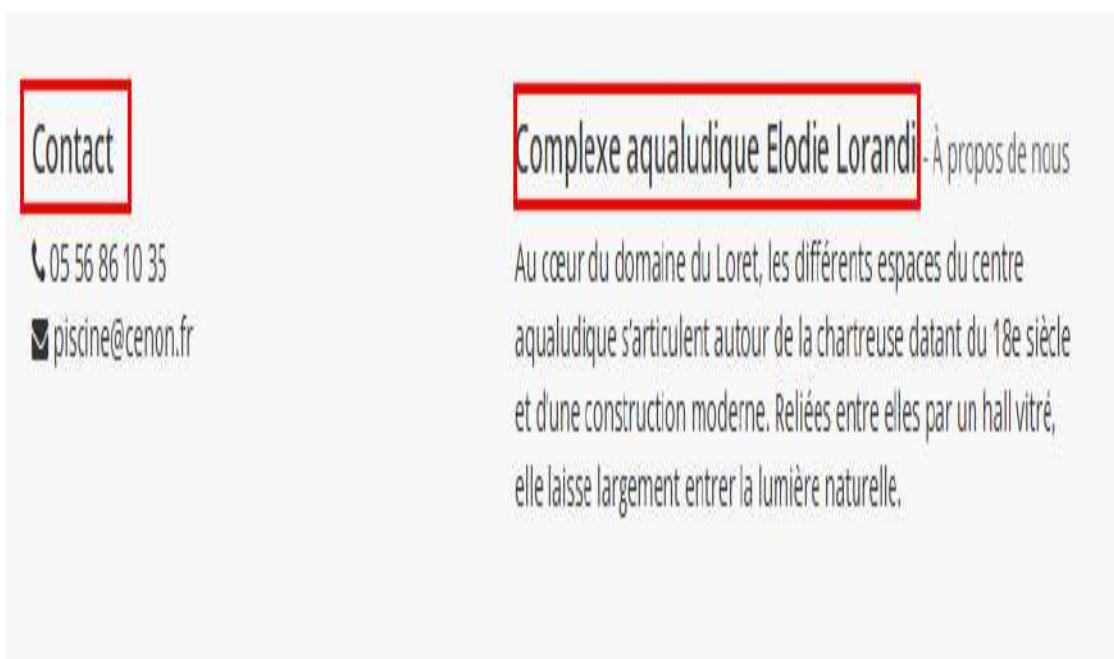 Contact
05 56 86 10 35
piscine@cenon.fr
Complexe aqualudique Elodie Lorandi - À propos de nous
Au cœur du domaine du Loret, les différents espaces du centre
aqualudique s'articulent autour de la chartreuse datant du 18e siècle
et d'une construction moderne. Reliées entre elles par un hall vitré,
elle laisse largement entrer la lumière naturelle.